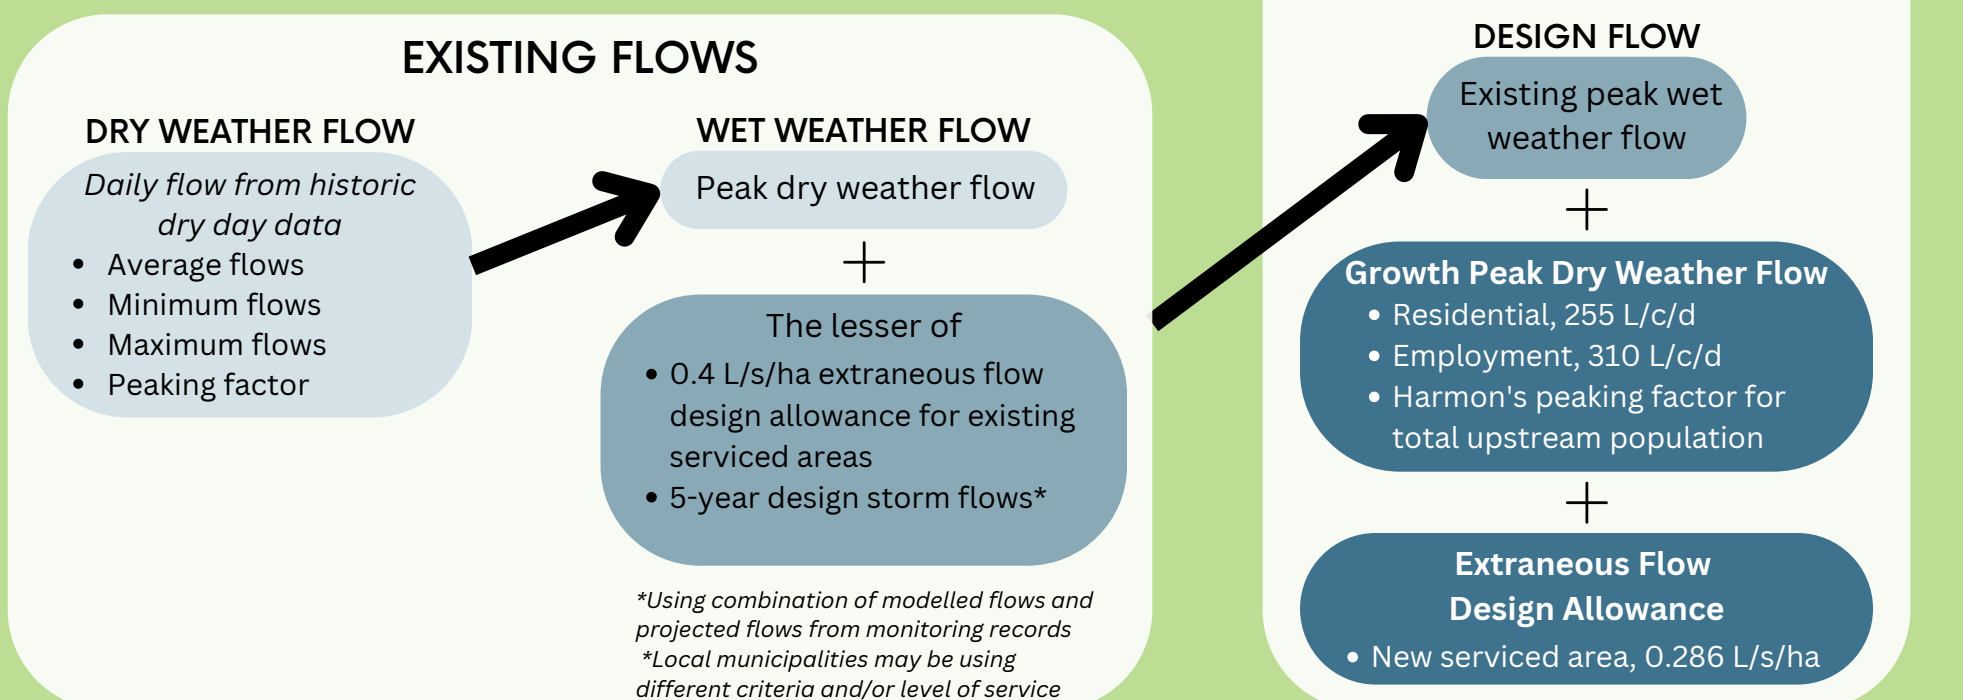 EXISTING FLOWS
DRY WEATHER FLOW
Daily flow from historic
dry day data
• Average flows
• Minimum flows
• Maximum flows
• Peaking factor
WET WEATHER FLOW
Peak dry weather flow
+
The lesser of
• 0.4 L/s/ha extraneous flow
design allowance for existing
serviced areas
• 5-year design storm flows*
*Using combination of modelled flows and
projected flows from monitoring records
*Local municipalities may be using
different criteria and/or level of service
DESIGN FLOW
Existing peak wet
weather flow
+
Growth Peak Dry Weather Flow
• Residential, 255 L/c/d
• Employment, 310 L/c/d
• Harmon's peaking factor for
total upstream population
+
Extraneous Flow
Design Allowance
• New serviced area, 0.286 L/s/ha